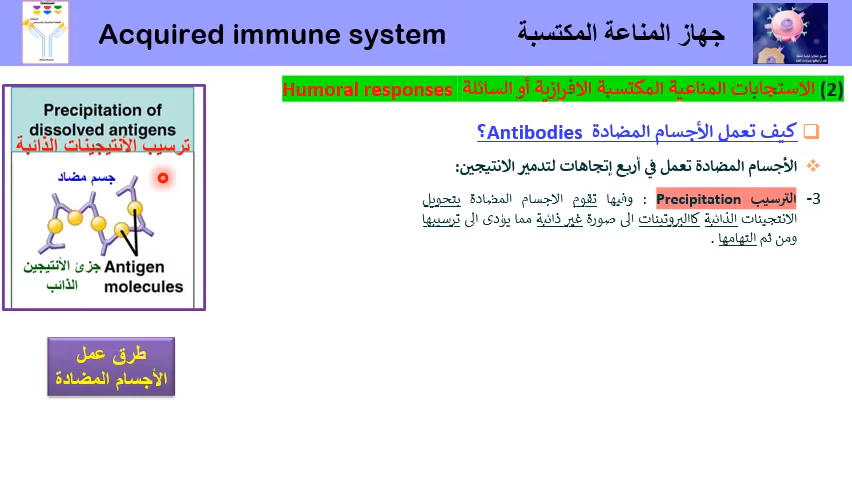 Acquired immune system جهاز المناعة المكتسبة
(2) الاستجابات المناعية المكتسبة الافرازية أو السائلة Humoral responses
كيف تعمل الأجسام المضادة Antibodies؟
الأجسام المضادة تعمل في أربع إتجاهات لتدمير الانتيجين:
3- الترسيب Precipitation : وفيها تقوم الاجسام المضادة بتحويل
الانتجينات الذائبة كالبروتينات الى صورة غير ذائبة مما يؤدى الى ترسيبها
ومن ثم التهامها .
Precipitation of
dissolved antigens
ترسيب الأنتيجينات الذائبة
جسم مضاد
جزئ الأنتيجين
الذائب
Antigen
molecules
طرق عمل
الأجسام المضادة